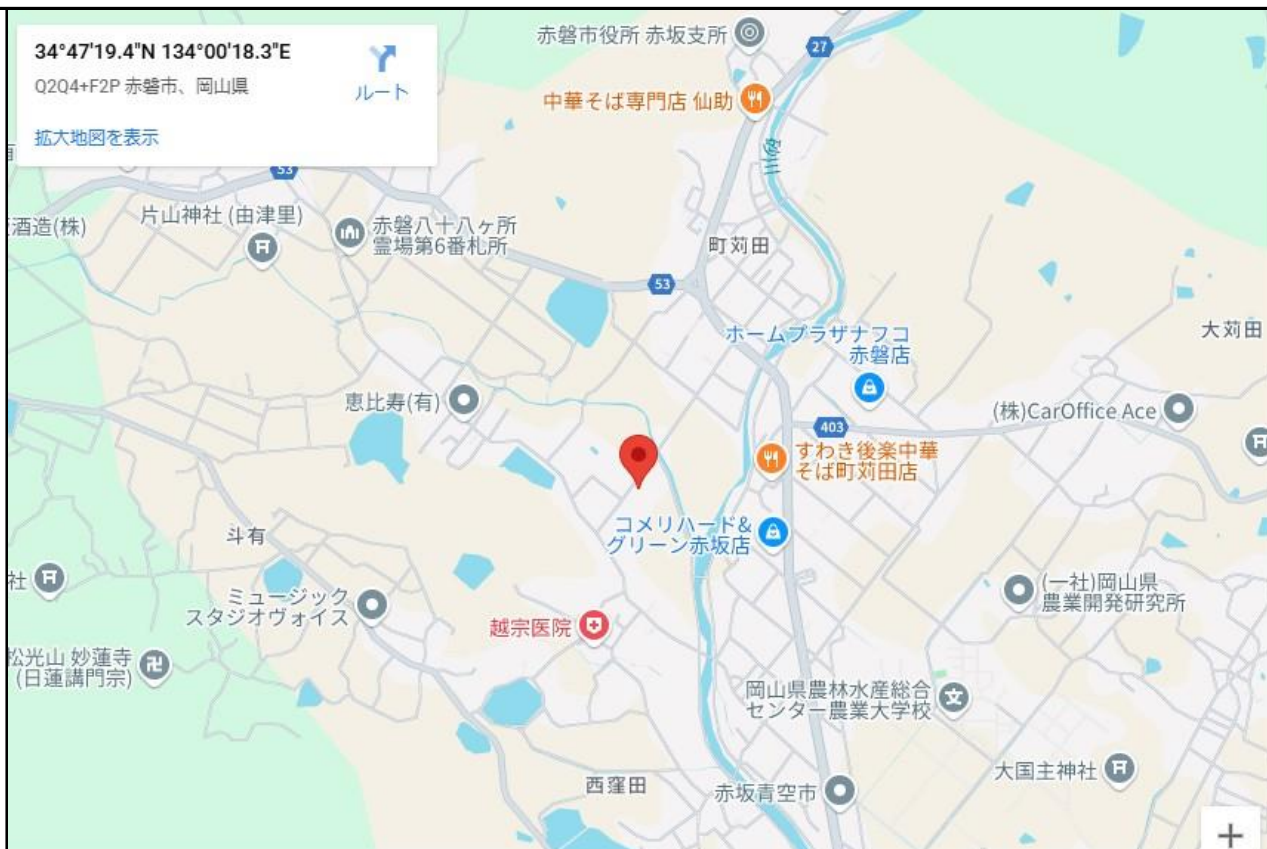 34°47'19.4"N 134°00'18.3"E
Q2Q4+F2P 赤磐市、岡山県
ルート
拡大地図を表示
赤磐市役所 赤坂支所
27
中華そば専門店 仙助
砂川
53
酒造(株)
片山神社 (由津里)
赤磐八十八ヶ所
霊場第6番札所
町苅田
53
ホームプラザナフコ
赤磐店
大苅田
恵比寿(有)
(株)CarOffice Ace
403
すわき後楽中華
そば町苅田店
コメリハード&
グリーン赤坂店
斗有
社
ミュージック
スタジオヴォイス
(一社)岡山県
農業開発研究所
越宗医院
松光山 妙蓮寺
(日蓮講門宗)
岡山県農林水産総合
センター農業大学校
文
大国主神社
西窪田
赤坂青空市
+